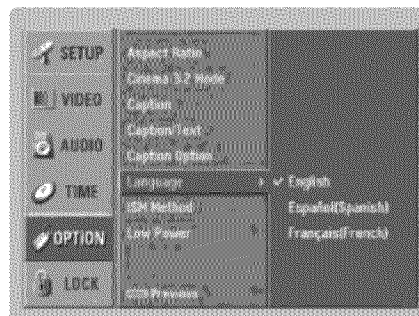 SETUP
VIDEO
AUDIO
TIME
OPTION
LOCK
Aspect Ratio
Cinema 3:2 Mode
Caption
Caption/Text
Caption Option
Language
ISM Method
Low Power
Previous
✓ English
Español(Spanish)
Français(French)